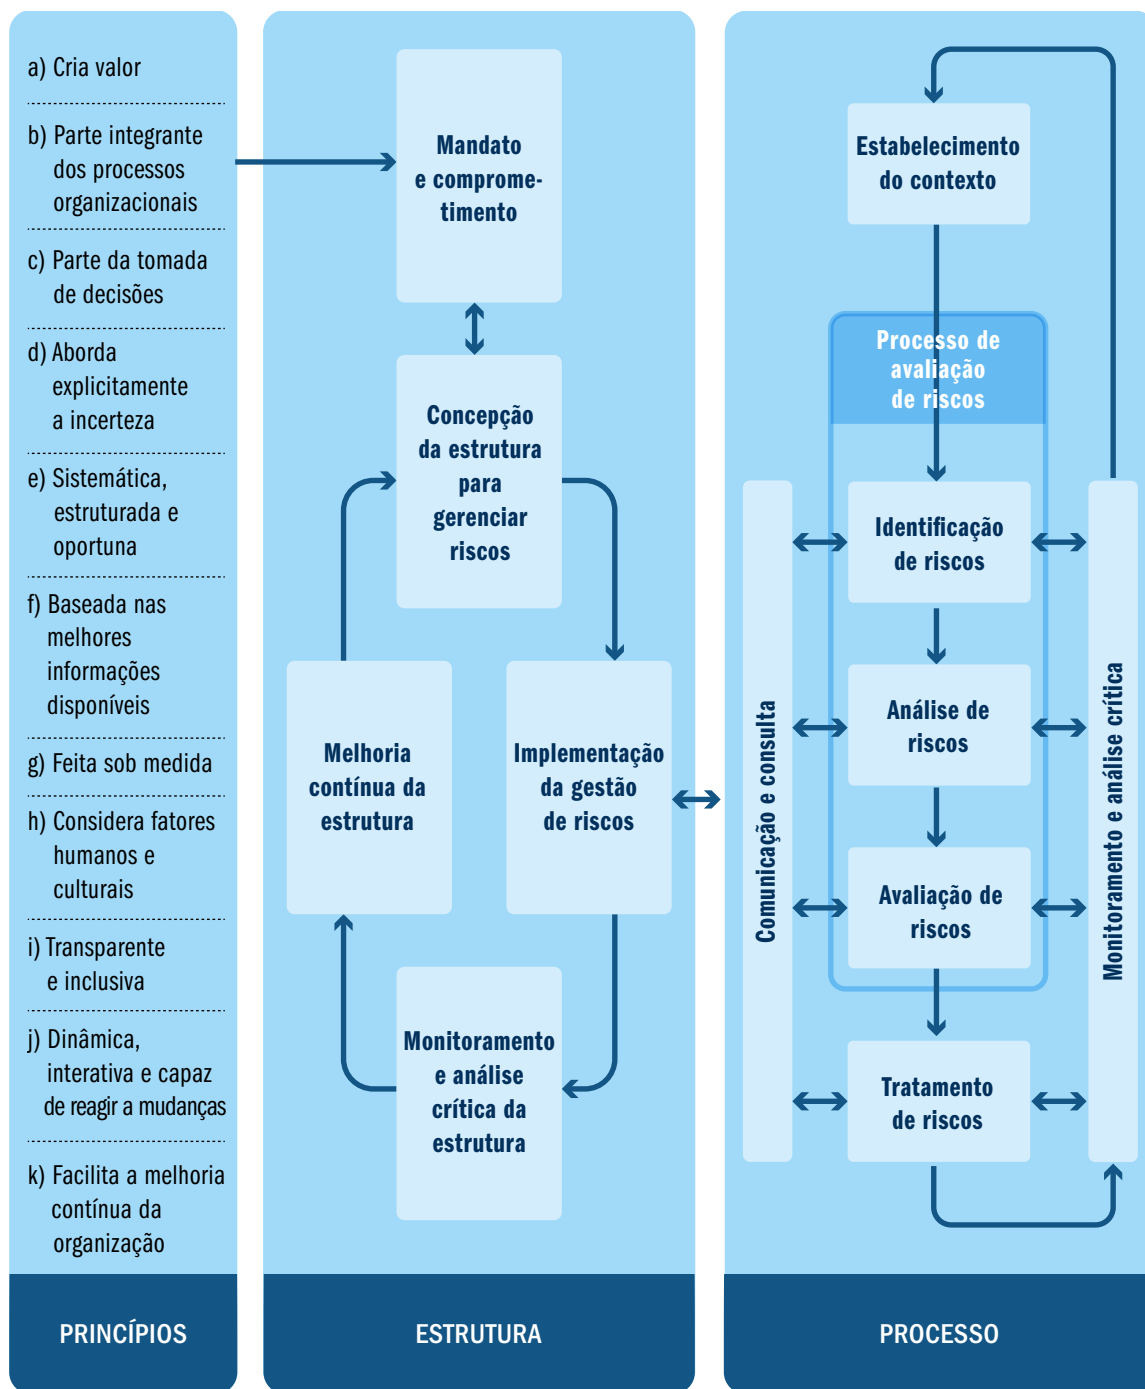 a) Cria valor
b) Parte integrante
dos processos
organizacionais
c) Parte da tomada
de decisões
d) Aborda
explicitamente
a incerteza
e) Sistemática,
estruturada e
oportuna
f) Baseada nas
melhores
informações
disponíveis
g) Feita sob medida
h) Considera fatores
humanos e
culturais
i) Transparente
e inclusiva
j) Dinâmica,
interativa e capaz
de reagir a mudanças
k) Facilita a melhoria
contínua da
organização
PRINCÍPIOS
Mandato
e comprome-
timento
Concepção
da estrutura
para
gerenciar
riscos
Melhoria
contínua da
estrutura
Implementação
da gestão
de riscos
Monitoramento
e análise
crítica da
estrutura
ESTRUTURA
Estabelecimento
do contexto
Processo de
avaliação
de riscos
Identificação
de riscos
Análise de
riscos
Avaliação de
riscos
Tratamento
de riscos
Comunicação e consulta
Monitoramento e análise crítica
PROCESSO